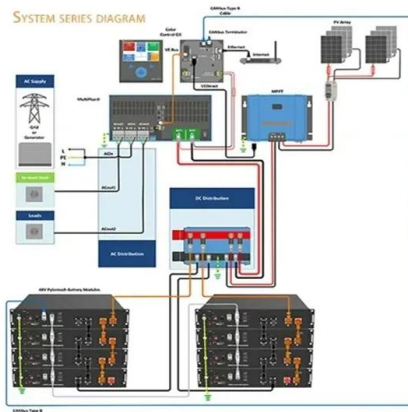 SYSTEM SERIES DIAGRAM
CANbus Type B
Cable
Color
Control GX
CANbus Terminator
VE Bus
Ethernet
Internet
PV Array
AC Supply
Grid
or
Generator
MultiPlus-II
VE Direct
MPPT
L
PE
N
ACin
ACout1
Loads
ACout2
AC Distribution
DC Distribution
48V Pylontech Battery Modules
CANbus Type B